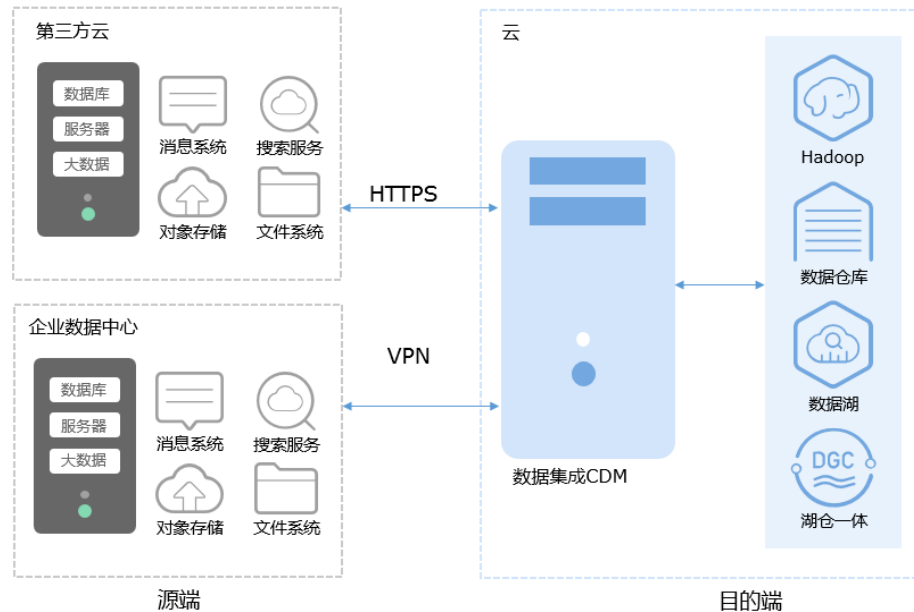 第三方云
数据库
服务器
大数据
消息系统
搜索服务
对象存储
文件系统
企业数据中心
数据库
服务器
大数据
消息系统
搜索服务
对象存储
文件系统
源端
HTTPS
VPN
云
数据集成CDM
Hadoop
数据仓库
数据湖
DGC
湖仓一体
目的端